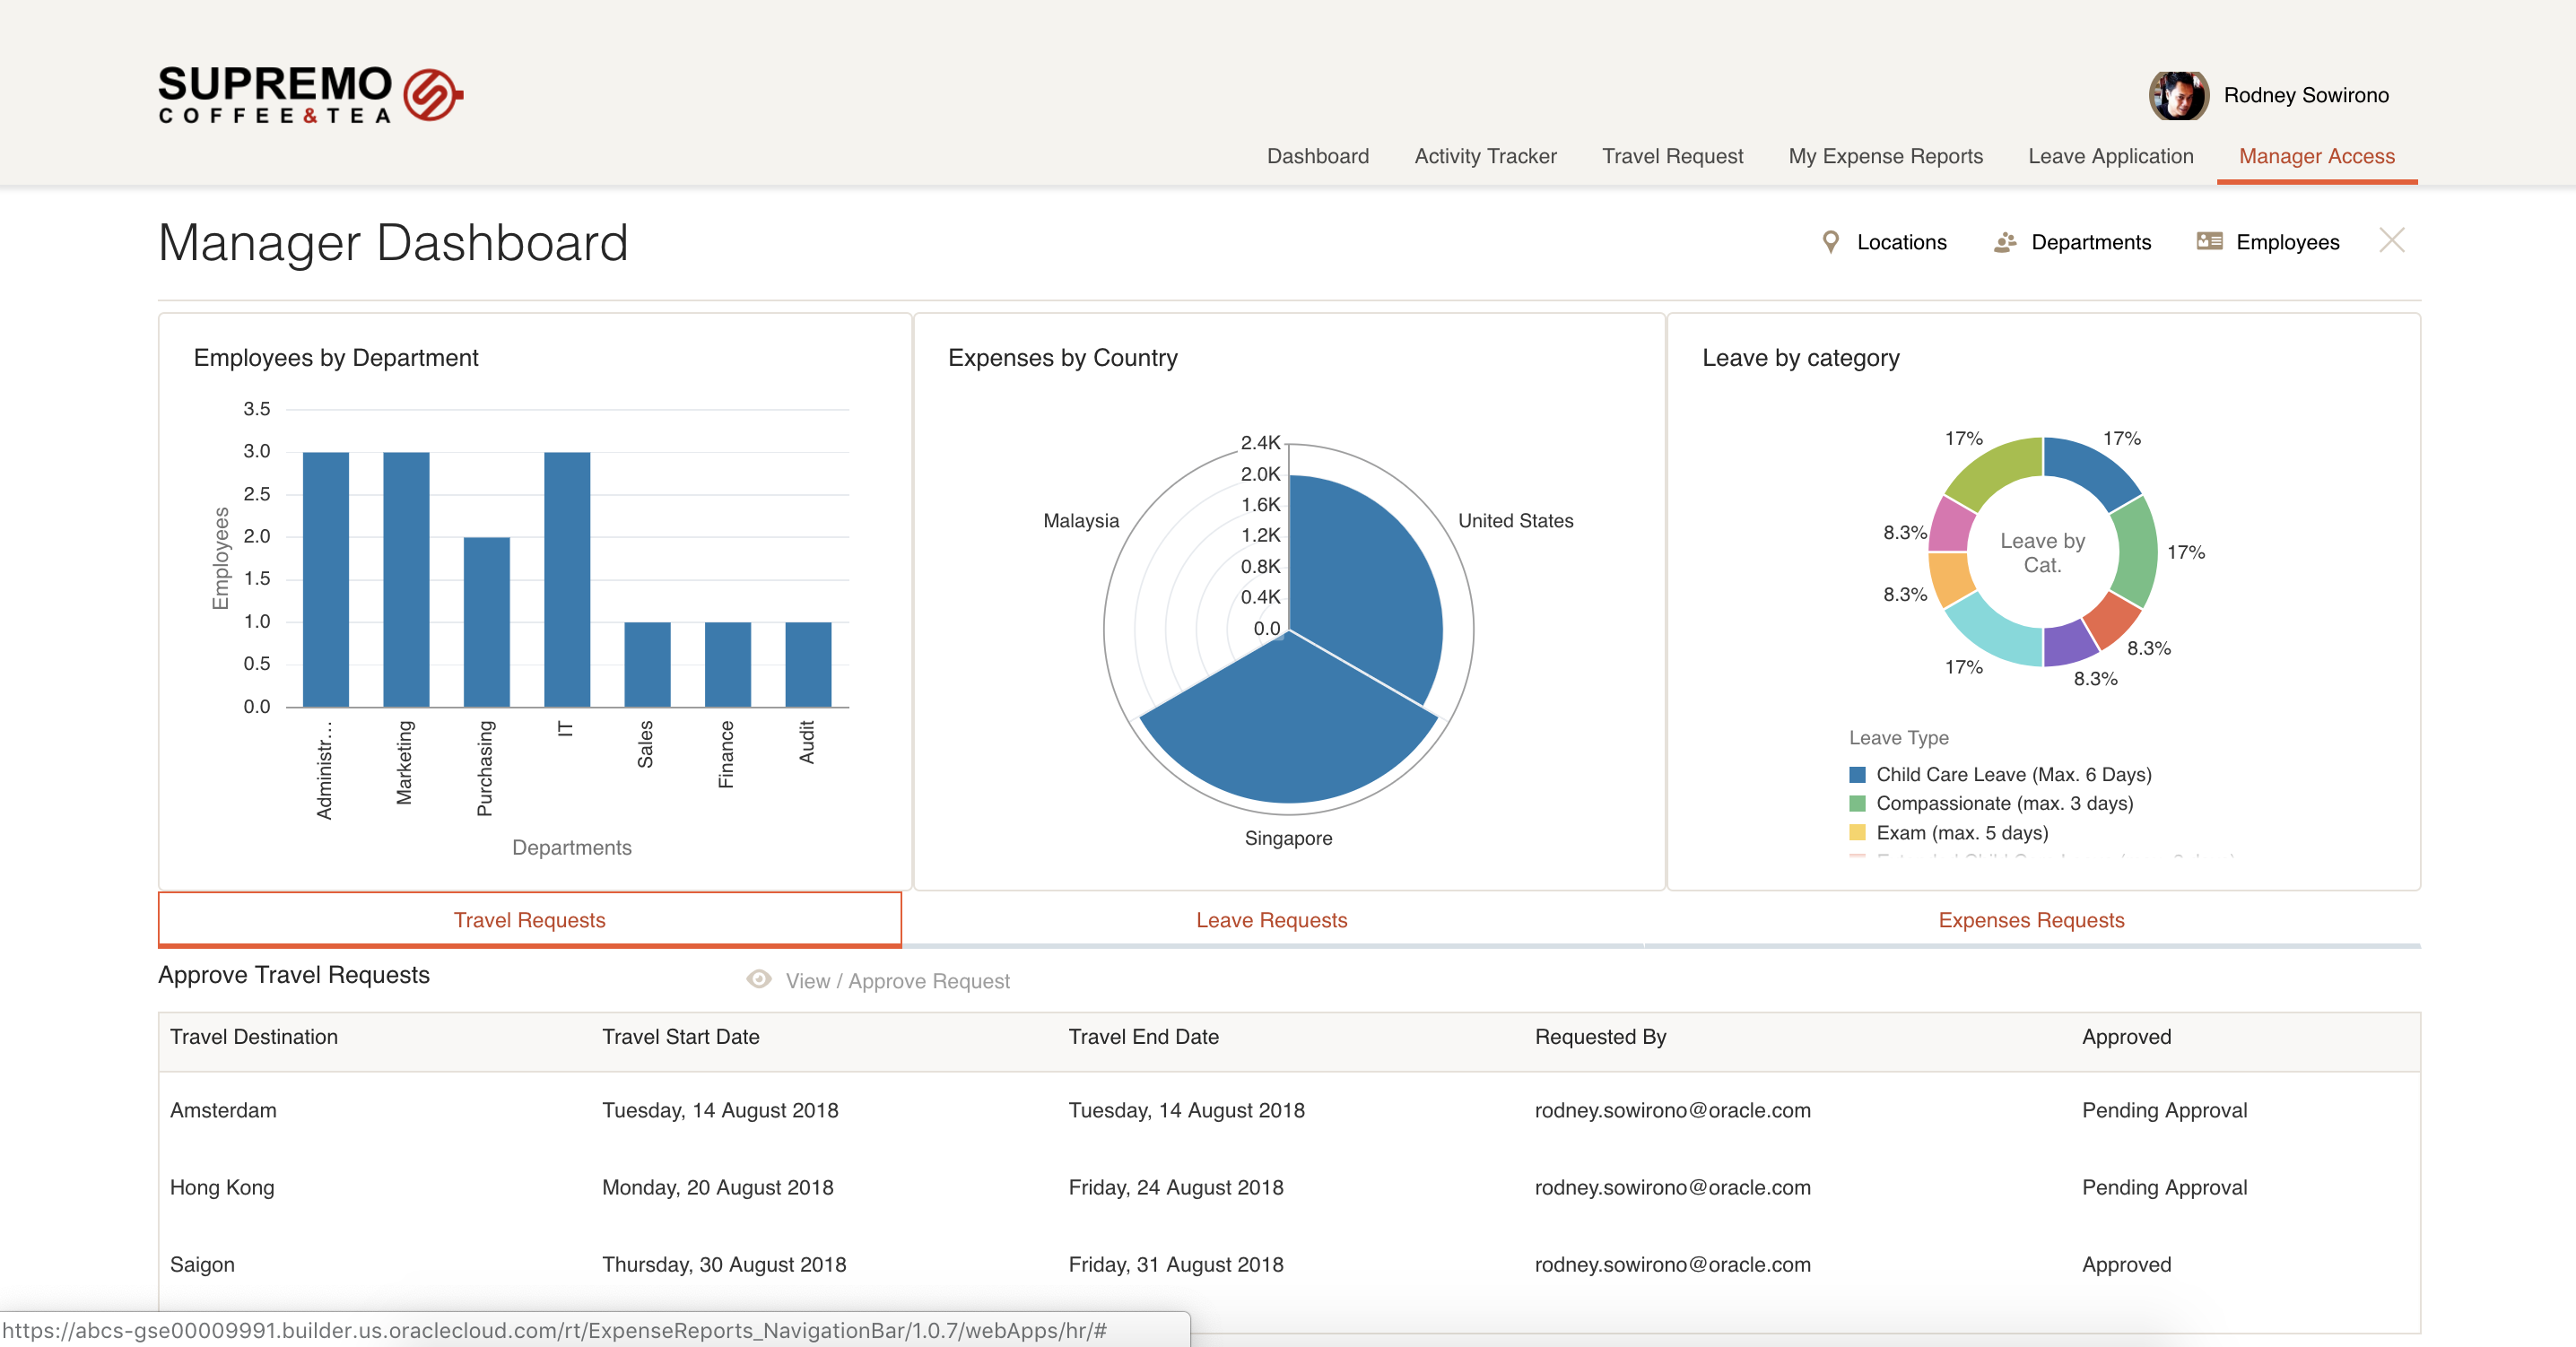 SUPREMO
COFFEE&TEA
Rodney Sowirono
Dashboard Activity Tracker Travel Request My Expense Reports Leave Application Manager Access
Manager Dashboard
Locations Departments Employees
Employees by Department
3.5
3.0
2.5
2.0
1.5
1.0
0.5
0.0
Employees
Administr...
Marketing
Purchasing
IT
Sales
Finance
Audit
Departments
Expenses by Country
2.4K
2.0K
1.6K
1.2K
0.8K
0.4K
0.0
Malaysia
United States
Singapore
Leave by category
17%
17%
8.3%
17%
8.3%
8.3%
17%
8.3%
Leave by
Cat.
Leave Type
Child Care Leave (Max. 6 Days)
Compassionate (max. 3 days)
Exam (max. 5 days)
Travel Requests Leave Requests Expenses Requests
Approve Travel Requests View / Approve Request
Travel Destination Travel Start Date Travel End Date Requested By Approved
Amsterdam Tuesday, 14 August 2018 Tuesday, 14 August 2018 rodney.sowirono@oracle.com Pending Approval
Hong Kong Monday, 20 August 2018 Friday, 24 August 2018 rodney.sowirono@oracle.com Pending Approval
Saigon Thursday, 30 August 2018 Friday, 31 August 2018 rodney.sowirono@oracle.com Approved
https://abcs-gse00009991.builder.us.oraclecloud.com/rt/ExpenseReports_NavigationBar/1.0.7/webApps/hr/#